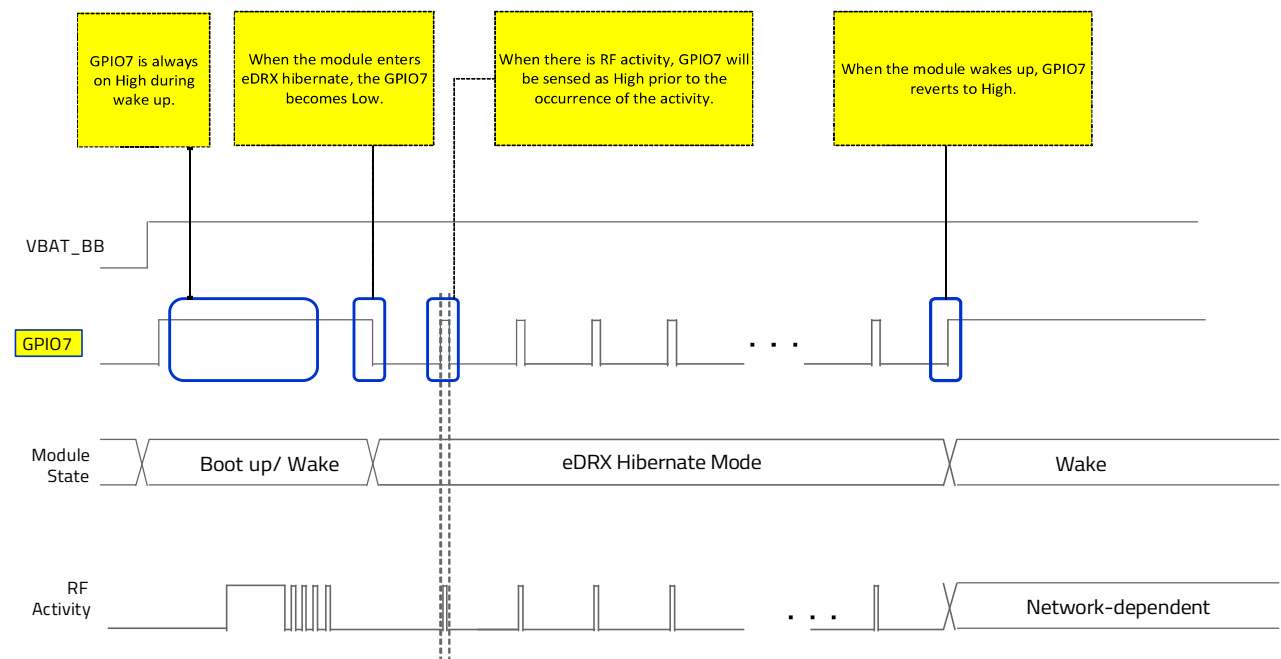 GPIO7 is always
on High during
wake up.
When the module enters
eDRX hibernate, the GPIO7
becomes Low.
When there is RF activity, GPIO7 will
be sensed as High prior to the
occurrence of the activity.
When the module wakes up, GPIO7
reverts to High.
VBAT_BB
GPIO7
. . .
Module
State
Boot up/ Wake
eDRX Hibernate Mode
Wake
RF
Activity
. . .
Network-dependent